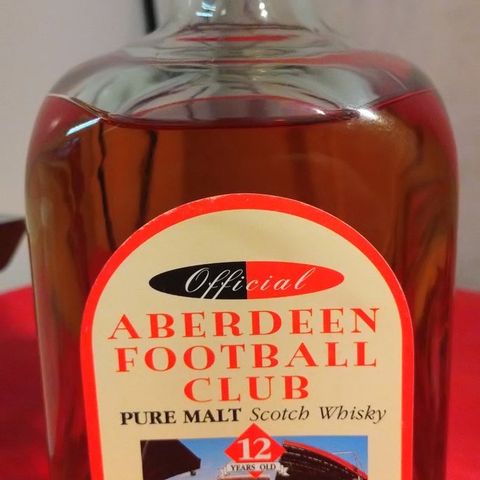 Official
ABERDEEN
FOOTBALL
CLUB
PURE MALT Scotch Whisky
12
YEARS OLD